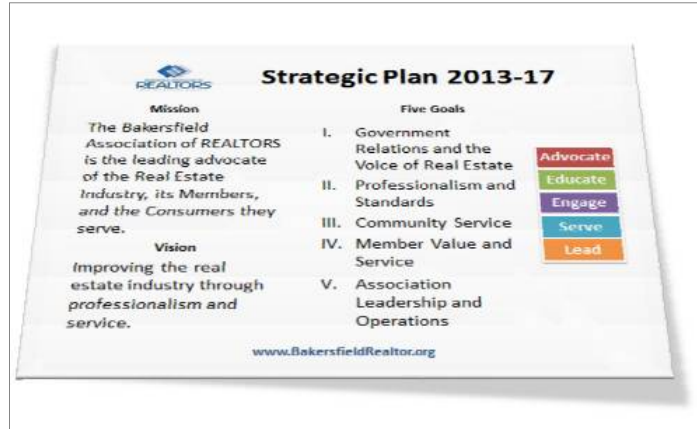 REALTORS
Strategic Plan 2013-17
Mission
The Bakersfield
Association of REALTORS
is the leading advocate
of the Real Estate
Industry, its Members,
and the Consumers they
serve.
Vision
Improving the real
estate industry through
professionalism and
service.
Five Goals
I. Government
Relations and the
Voice of Real Estate
II. Professionalism and
Standards
III. Community Service
IV. Member Value and
Service
V. Association
Leadership and
Operations
Advocate
Educate
Engage
Serve
Lead
www.BakersfieldRealtor.org